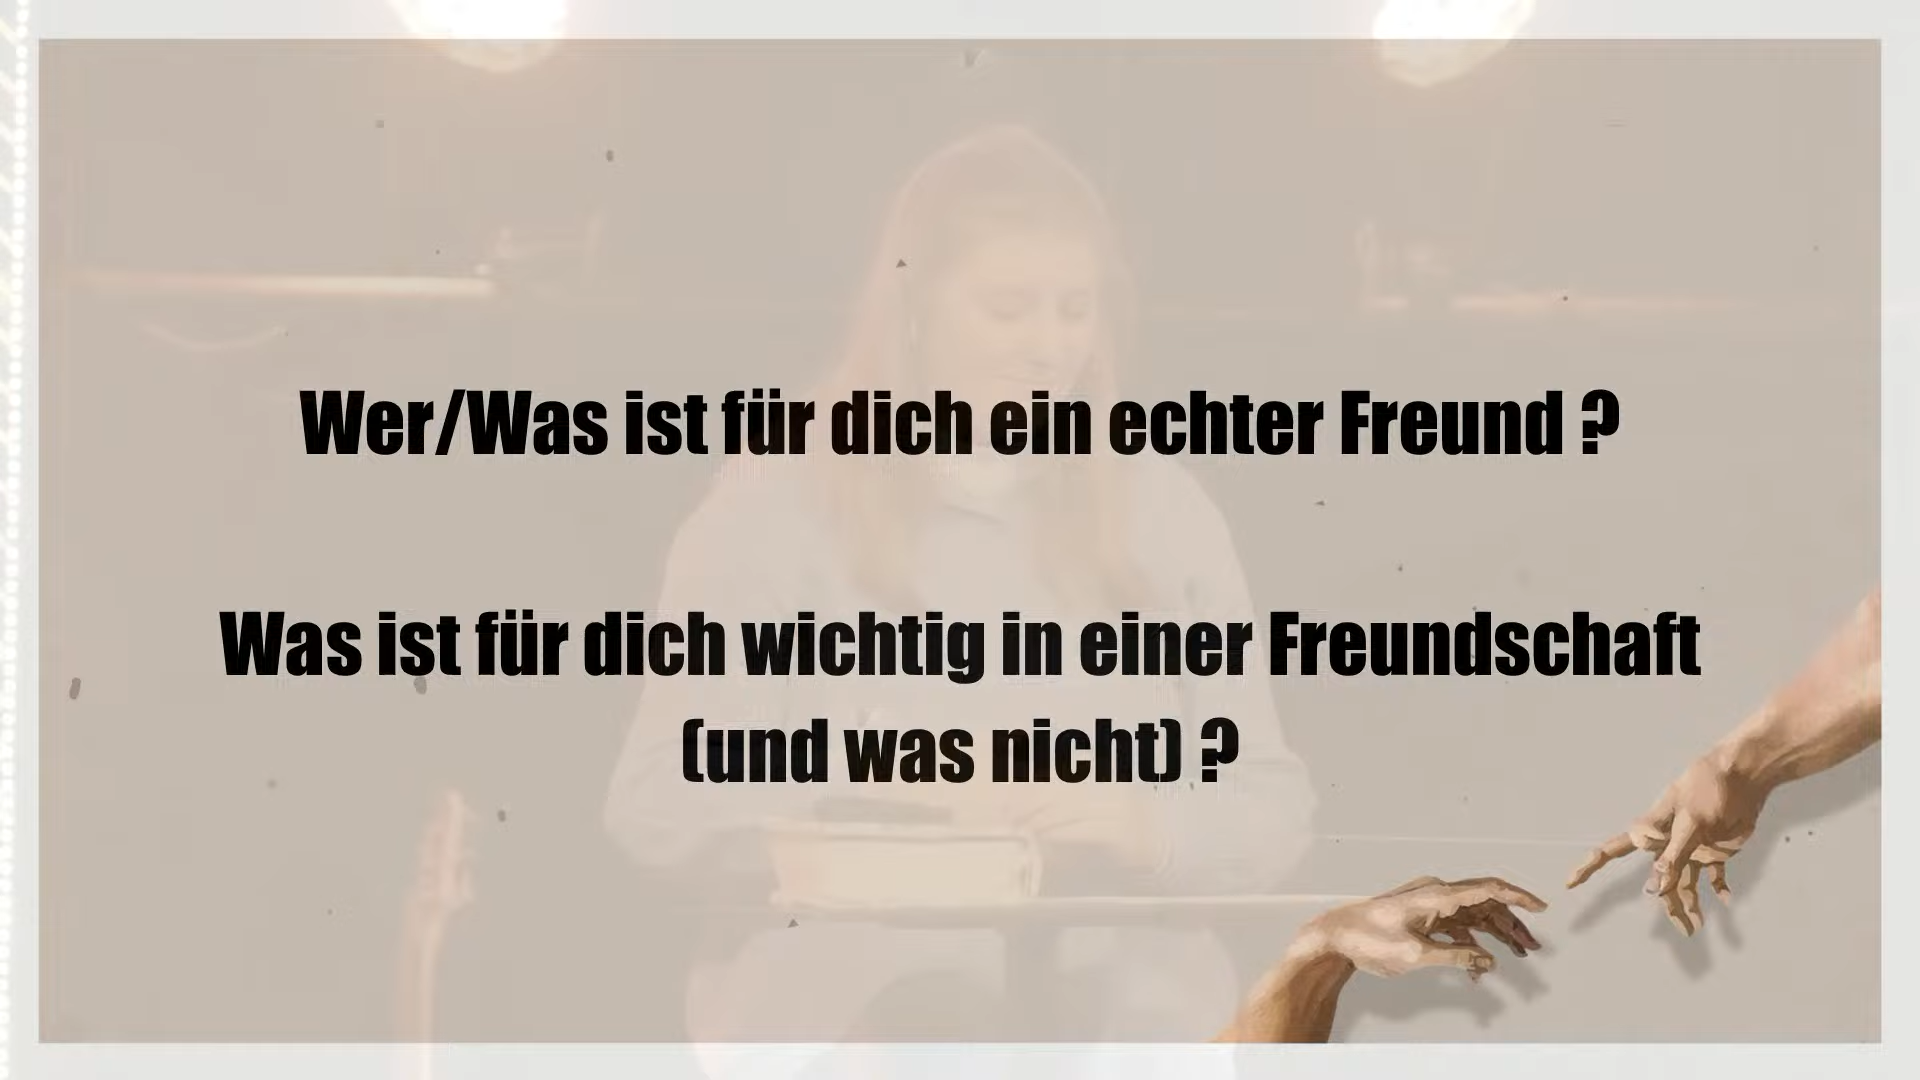 Wer/Was ist für dich ein echter Freund ?
Was ist für dich wichtig in einer Freundschaft
(und was nicht) ?